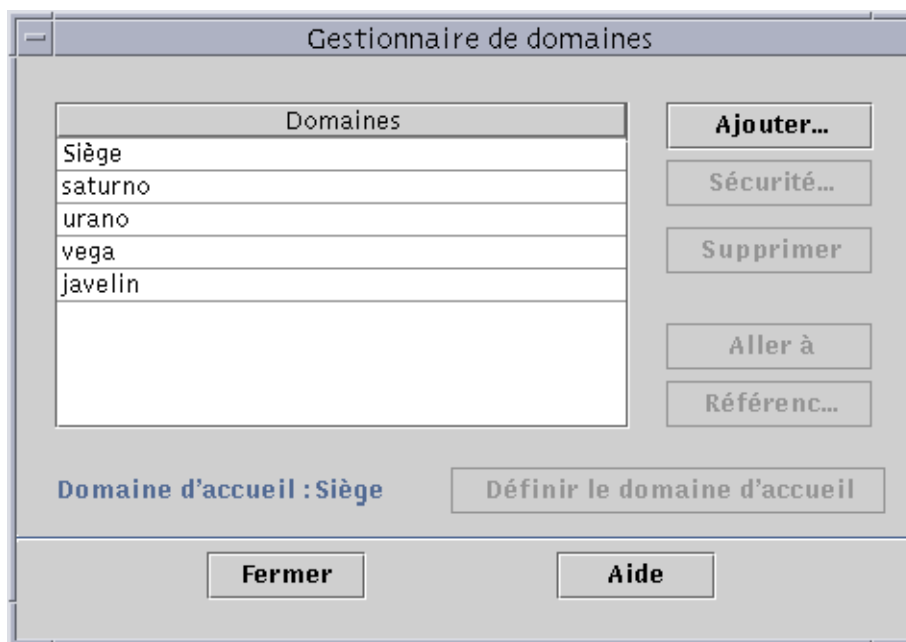 Gestionnaire de domaines
Domaines
Siège
saturno
urano
vega
javelin
Ajouter...
Sécurité...
Supprimer
Aller à
Référenc...
Domaine d'accueil : Siège
Définir le domaine d'accueil
Fermer
Aide